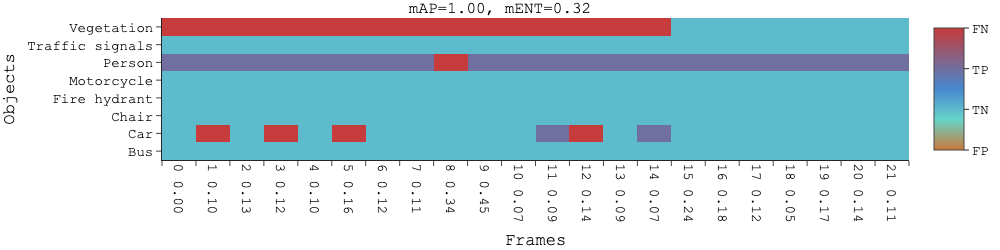 mAP=1.00, mENT=0.32
Objects
Vegetation
Traffic signals
Person
Motorcycle
Fire hydrant
Chair
Car
Bus
0 0.00
1 0.10
2 0.13
3 0.12
4 0.10
5 0.16
6 0.12
7 0.11
8 0.34
9 0.45
10 0.07
11 0.09
12 0.14
13 0.09
14 0.07
15 0.24
16 0.18
17 0.12
18 0.05
19 0.17
20 0.14
21 0.11
Frames
FN
TP
TN
FP